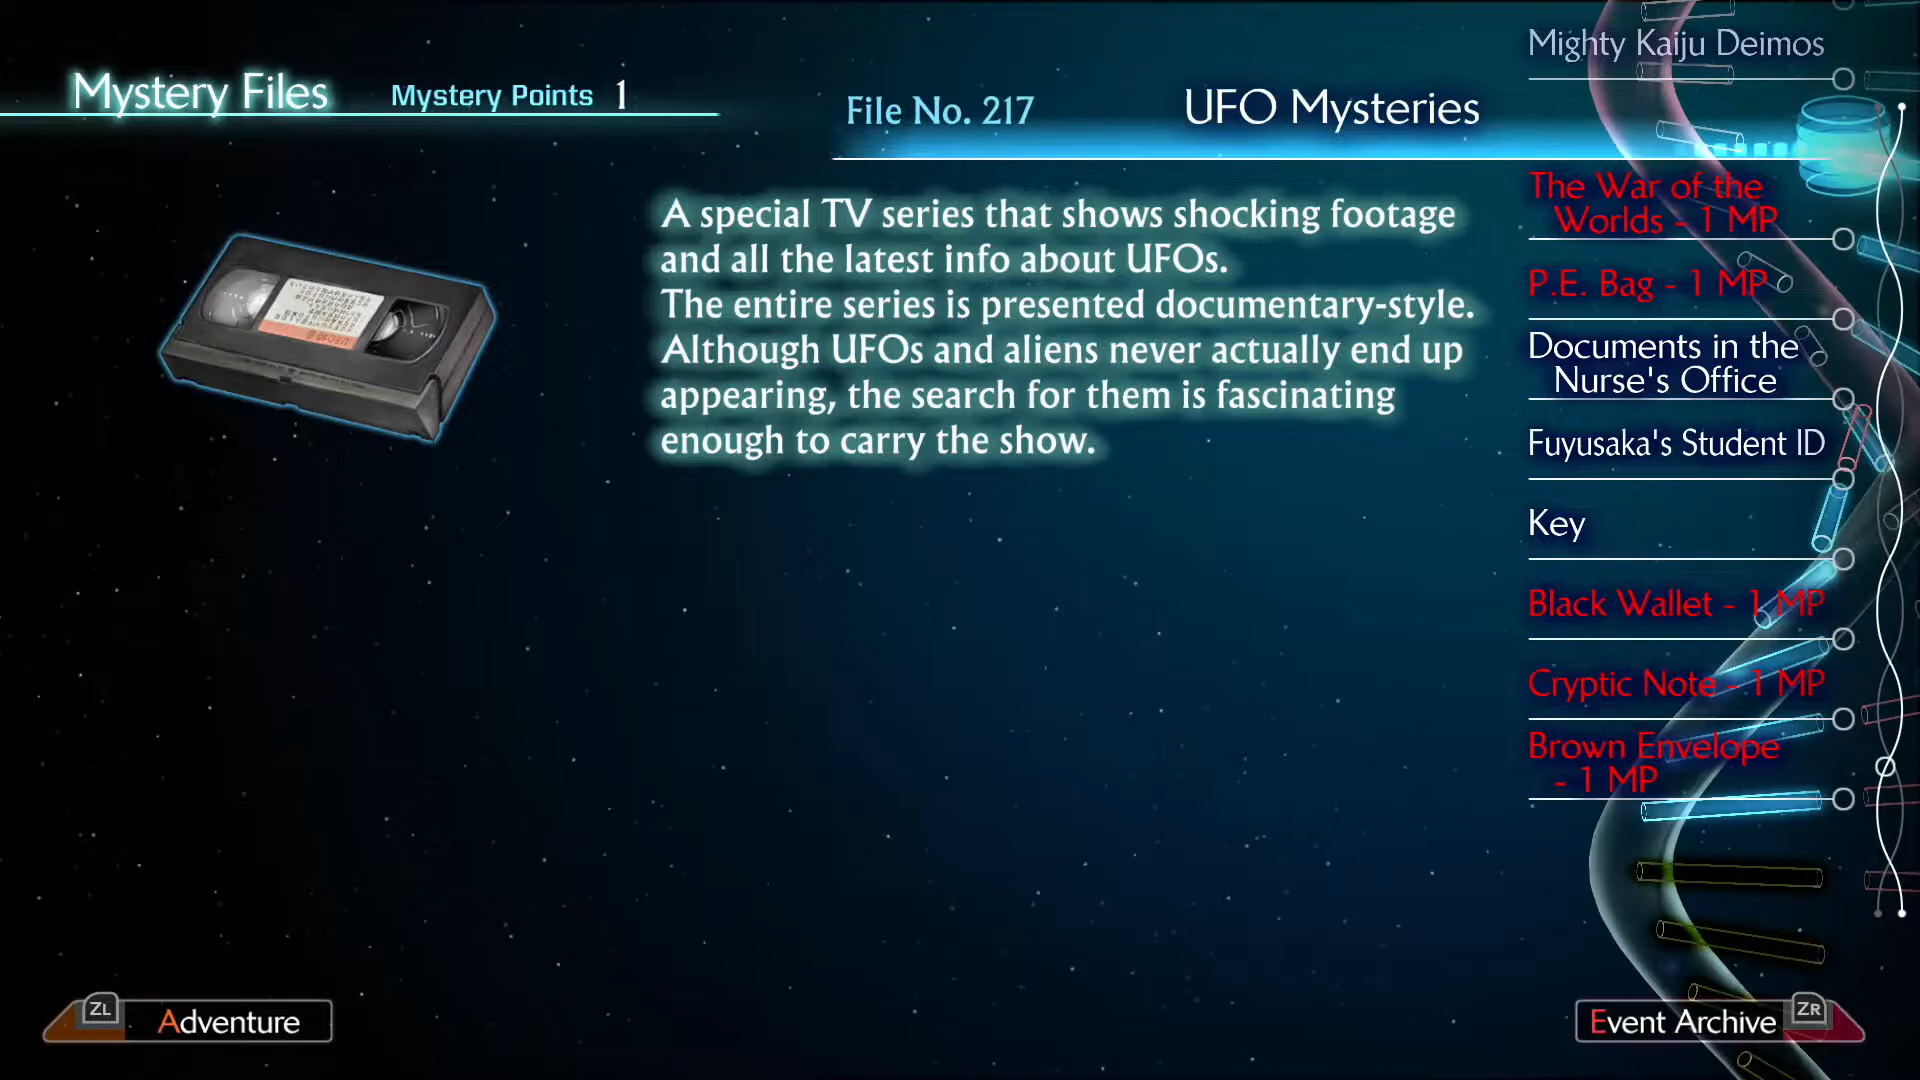 Mystery Files
Mystery Points 1
File No. 217
UFO Mysteries
A special TV series that shows shocking footage
and all the latest info about UFOs.
The entire series is presented documentary-style.
Although UFOs and aliens never actually end up
appearing, the search for them is fascinating
enough to carry the show.
Mighty Kaiju Deimos
The War of the
Worlds - 1 MP
P.E. Bag - 1 MP
Documents in the
Nurse's Office
Fuyusaka's Student ID
Key
Black Wallet - 1 MP
Cryptic Note - 1 MP
Brown Envelope
- 1 MP
ZL
Adventure
Event Archive
ZR